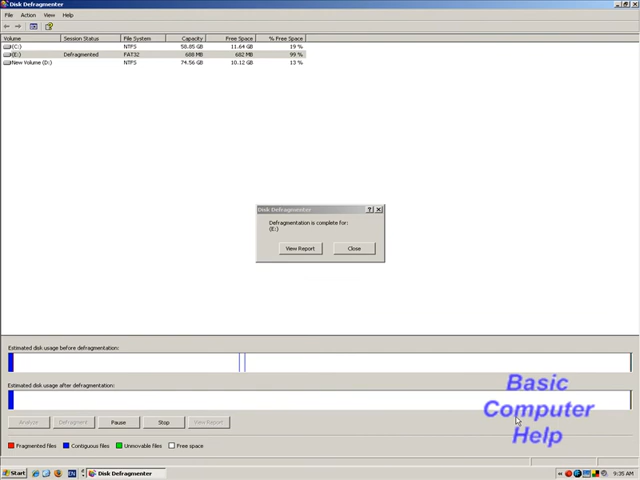 Disk Defragmenter
File Action View Help
Volume Session Status File System Capacity Free Space % Free Space
(C:) NTFS 58.85 GB 11.64 GB 19 %
(E:) Defragmented FAT32 688 MB 682 MB 99 %
New Volume (D:) NTFS 74.56 GB 10.12 GB 13 %
Disk Defragmenter
Defragmentation is complete for:
(E:)
View Report Close
Estimated disk usage before defragmentation:
Estimated disk usage after defragmentation:
Analyze Defragment Pause Stop View Report
Fragmented files Contiguous files Unmovable files Free space
Basic
Computer
Help
Start EN Disk Defragmenter 9:35 AM